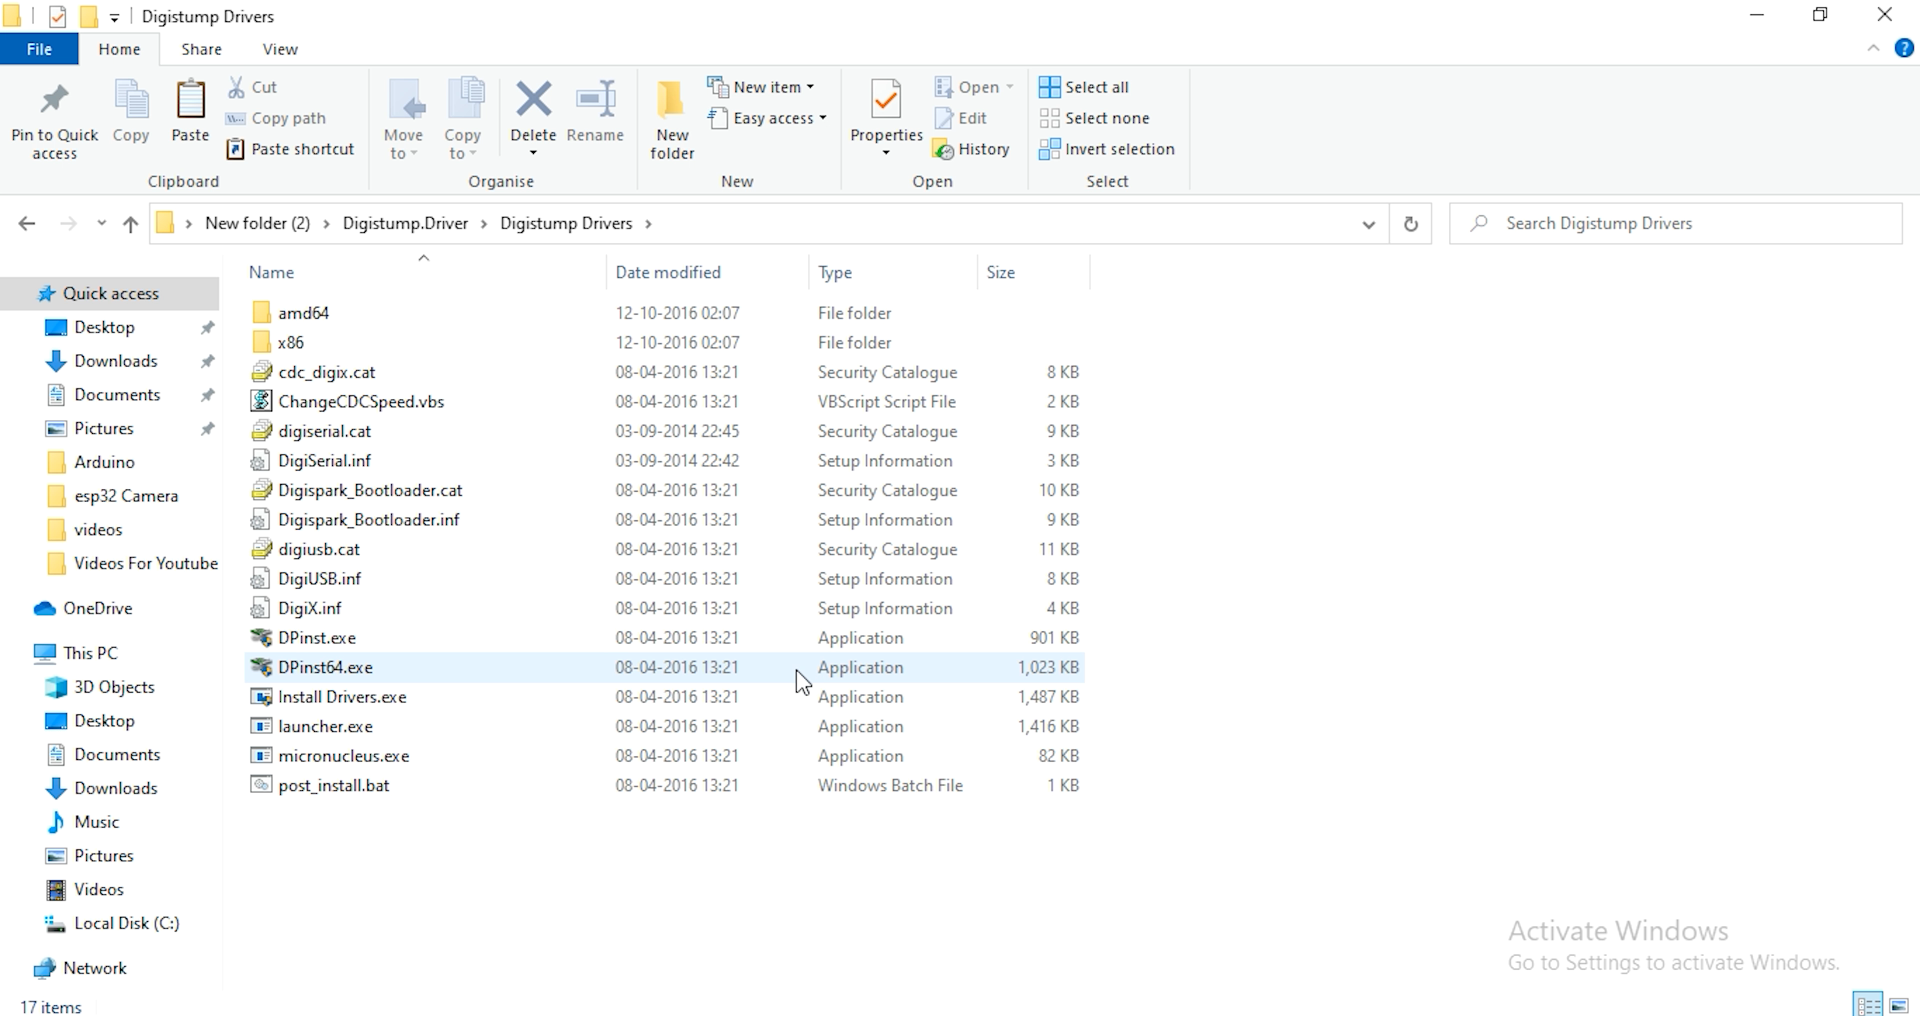 Digistump Drivers
File Home Share View
Pin to Quick access
Copy
Paste
Cut
Copy path
Paste shortcut
Clipboard
Move to
Copy to
Delete
Rename
Organise
New folder
New item
Easy access
New
Properties
Open
Edit
History
Open
Select all
Select none
Invert selection
Select
New folder (2) › Digistump.Driver › Digistump Drivers ›
Search Digistump Drivers
Quick access
Desktop
Downloads
Documents
Pictures
Arduino
esp32 Camera
videos
Videos For Youtube
OneDrive
This PC
3D Objects
Desktop
Documents
Downloads
Music
Pictures
Videos
Local Disk (C:)
Network
Name Date modified Type Size
amd64 12-10-2016 02:07 File folder
x86 12-10-2016 02:07 File folder
cdc_digix.cat 08-04-2016 13:21 Security Catalogue 8 KB
ChangeCDCSpeed.vbs 08-04-2016 13:21 VBScript Script File 2 KB
digiserial.cat 03-09-2014 22:45 Security Catalogue 9 KB
DigiSerial.inf 03-09-2014 22:42 Setup Information 3 KB
Digispark_Bootloader.cat 08-04-2016 13:21 Security Catalogue 10 KB
Digispark_Bootloader.inf 08-04-2016 13:21 Setup Information 9 KB
digiusb.cat 08-04-2016 13:21 Security Catalogue 11 KB
DigiUSB.inf 08-04-2016 13:21 Setup Information 8 KB
DigiX.inf 08-04-2016 13:21 Setup Information 4 KB
DPinst.exe 08-04-2016 13:21 Application 901 KB
DPinst64.exe 08-04-2016 13:21 Application 1,023 KB
Install Drivers.exe 08-04-2016 13:21 Application 1,487 KB
launcher.exe 08-04-2016 13:21 Application 1,416 KB
micronucleus.exe 08-04-2016 13:21 Application 82 KB
post_install.bat 08-04-2016 13:21 Windows Batch File 1 KB
Activate Windows
Go to Settings to activate Windows.
17 items